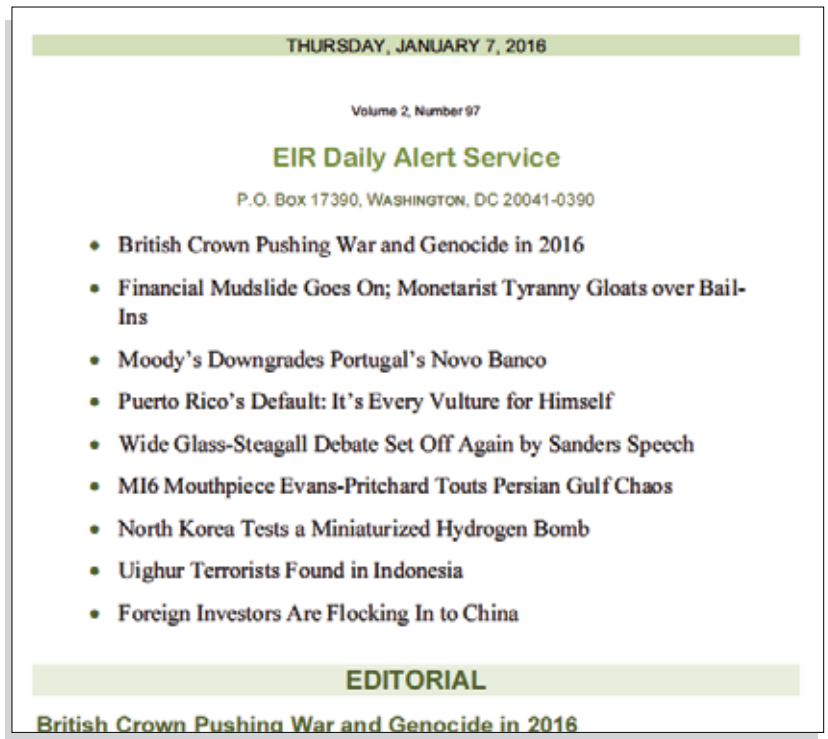 THURSDAY, JANUARY 7, 2016
Volume 2, Number 97
EIR Daily Alert Service
P.O. Box 17390, Washington, DC 20041-0390
• British Crown Pushing War and Genocide in 2016
• Financial Mudslide Goes On; Monetarist Tyranny Gloats over Bail-
Ins
• Moody's Downgrades Portugal's Novo Banco
• Puerto Rico's Default: It's Every Vulture for Himself
• Wide Glass-Steagall Debate Set Off Again by Sanders Speech
• MI6 Mouthpiece Evans-Pritchard Touts Persian Gulf Chaos
• North Korea Tests a Miniaturized Hydrogen Bomb
• Uighur Terrorists Found in Indonesia
• Foreign Investors Are Flocking In to China
EDITORIAL
British Crown Pushing War and Genocide in 2016